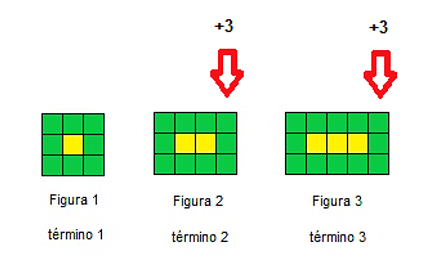 +3
+3
Figura 1
Figura 2
Figura 3
término 1
término 2
término 3